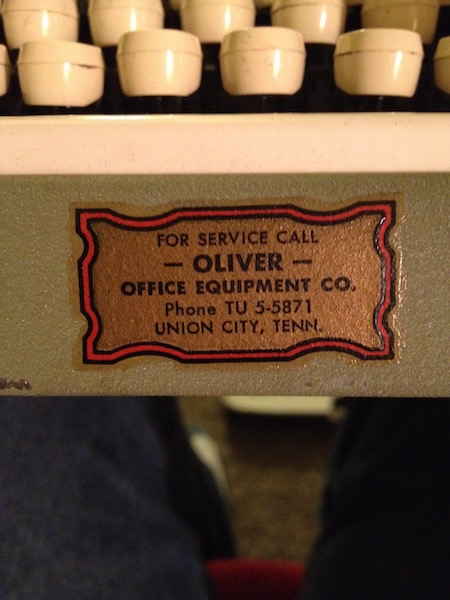 FOR SERVICE CALL
— OLIVER —
OFFICE EQUIPMENT CO.
Phone TU 5-5871
UNION CITY, TENN.